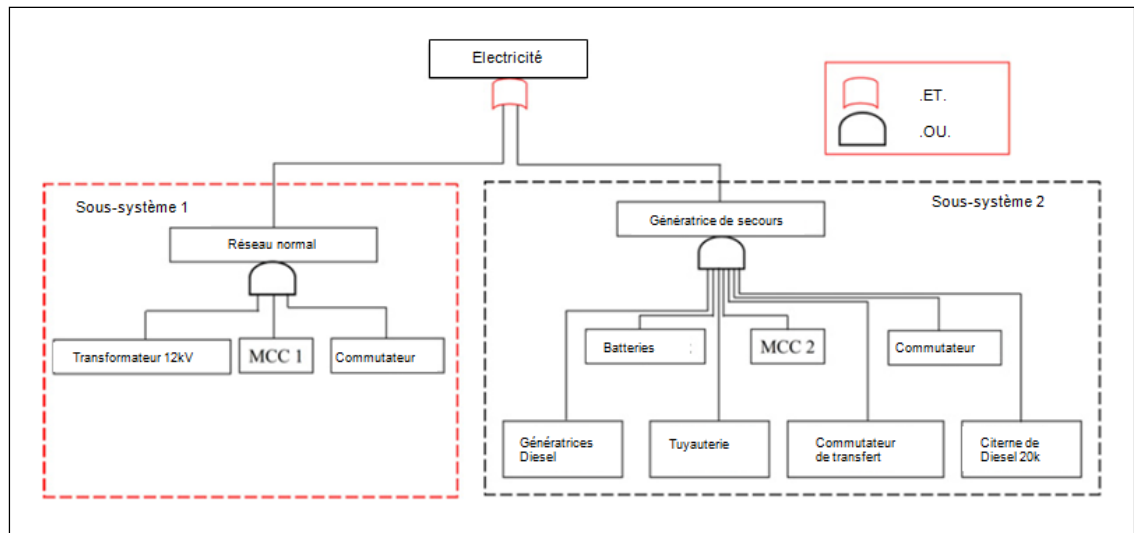 Electricité
.ET.
.OU.
Sous-système 1
Sous-système 2
Réseau normal
Génératrice de secours
Transformateur 12kV
MCC 1
Commutateur
Batteries
MCC 2
Commutateur
Génératrices
Diesel
Tuyauterie
Commutateur
de transfert
Citerne de
Diesel 20k